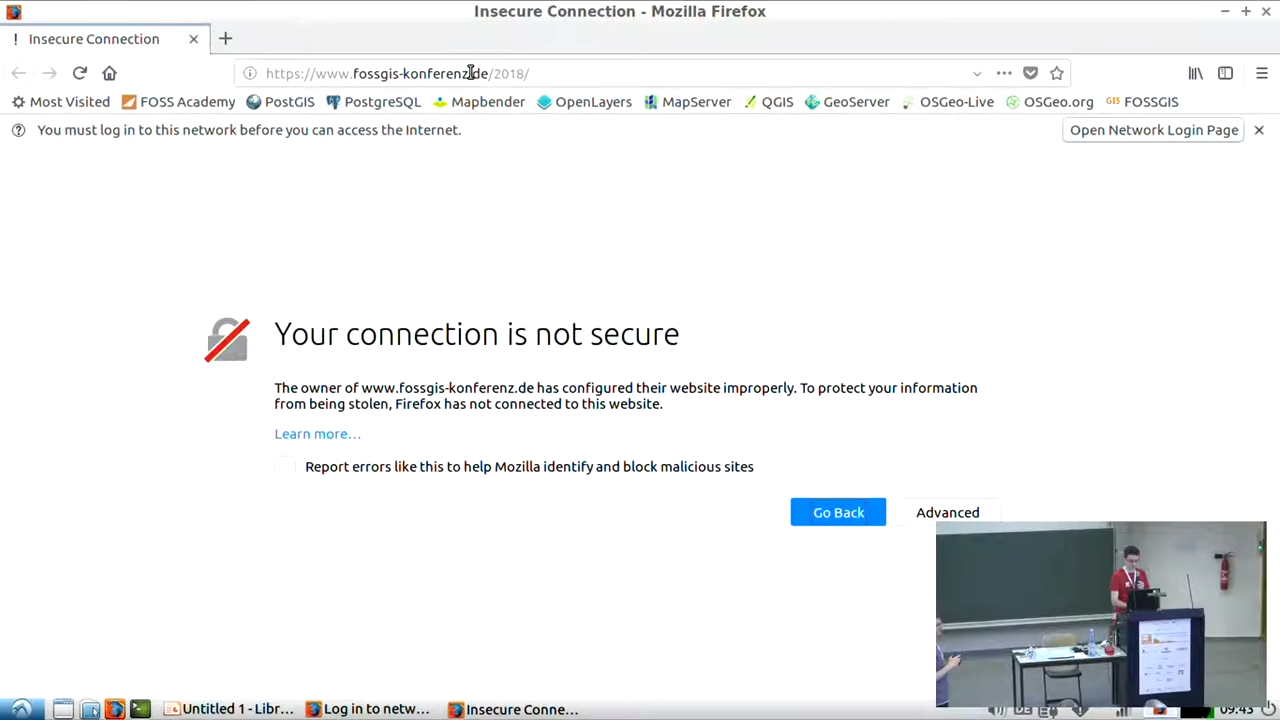 Insecure Connection - Mozilla Firefox
! Insecure Connection
https://www.fossgis-konferenz.de/2018/
Most Visited FOSS Academy PostGIS PostgreSQL Mapbender OpenLayers MapServer QGIS GeoServer OSGeo-Live OSGeo.org GIS FOSSGIS
You must log in to this network before you can access the Internet. Open Network Login Page
Your connection is not secure
The owner of www.fossgis-konferenz.de has configured their website improperly. To protect your information
from being stolen, Firefox has not connected to this website.
Learn more…
Report errors like this to help Mozilla identify and block malicious sites
Go Back Advanced
Untitled 1 - Libr... Log in to netw... Insecure Conne... DE 09:43